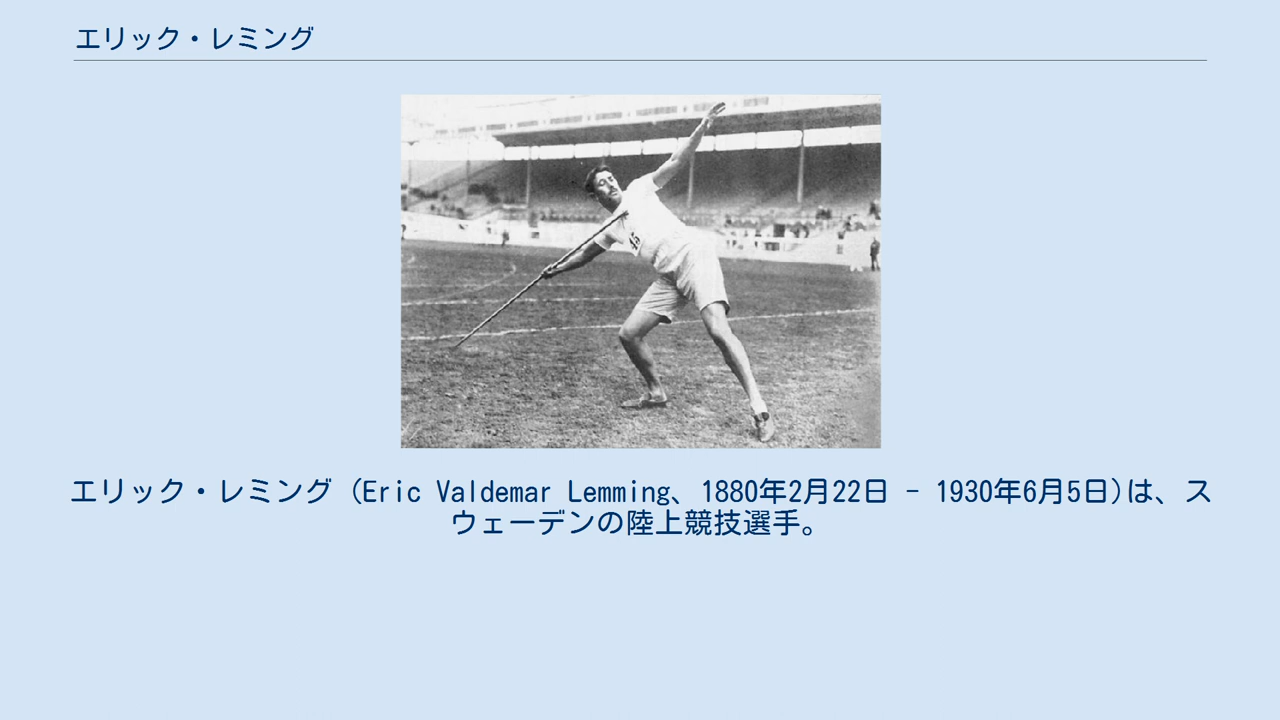 エリック・レミング
エリック・レミング (Eric Valdemar Lemming、1880年2月22日 - 1930年6月5日)は、ス
ウェーデンの陸上競技選手。